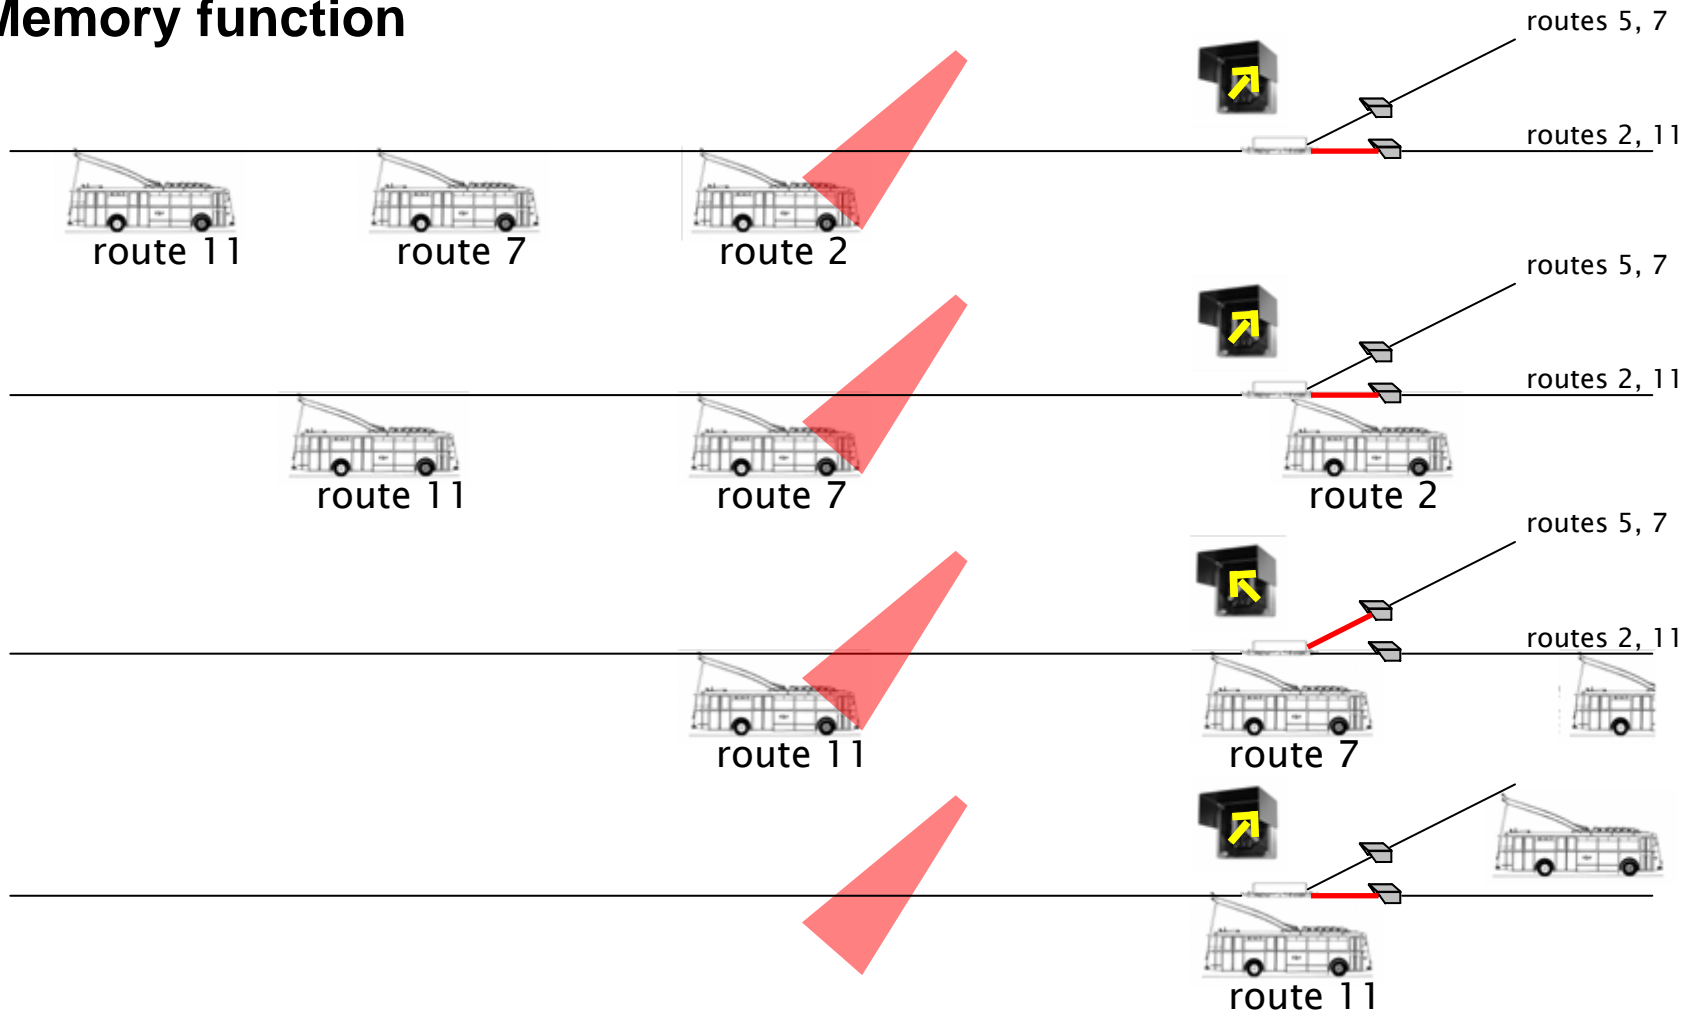 Memory function
routes 5, 7
routes 2, 11
route 11 route 7 route 2
routes 5, 7
routes 2, 11
route 11 route 7 route 2
routes 5, 7
routes 2, 11
route 11 route 7
route 11